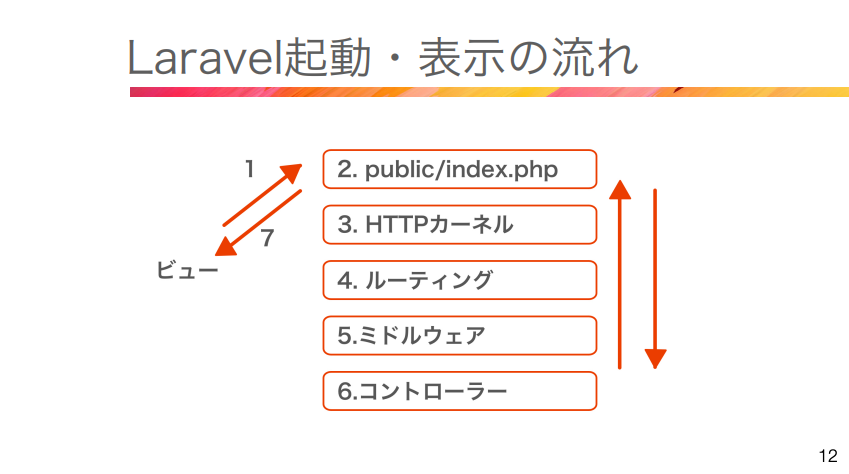 Laravel起動・表示の流れ
1
2. public/index.php
3. HTTPカーネル
7
ビュー
4. ルーティング
5.ミドルウェア
6.コントローラー
12